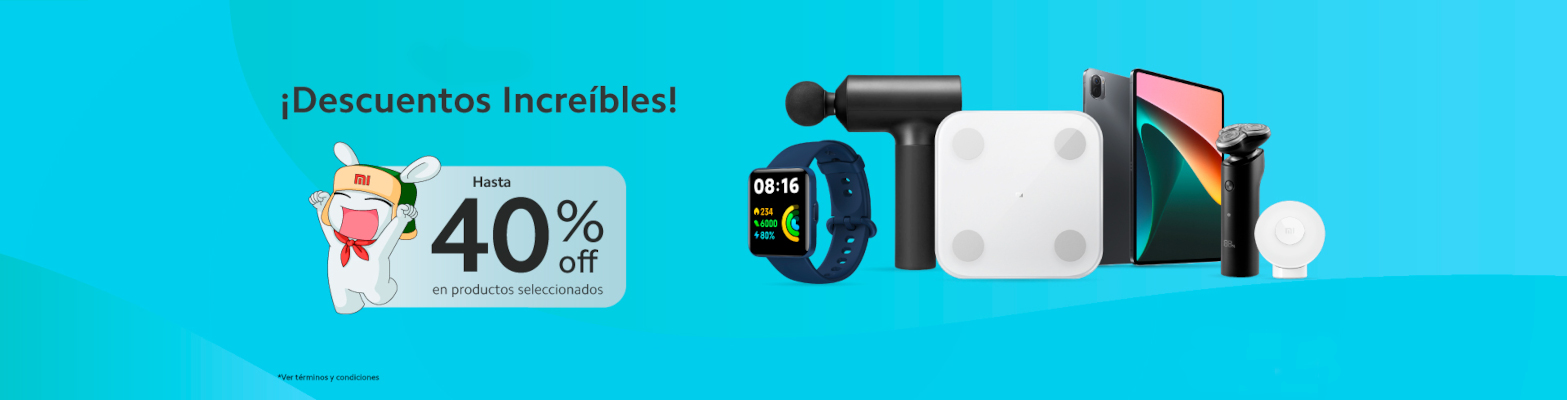 ¡Descuentos Increíbles!
MI
Hasta
40%
off
en productos seleccionados
08:16
234
6000
80%
*Ver términos y condiciones